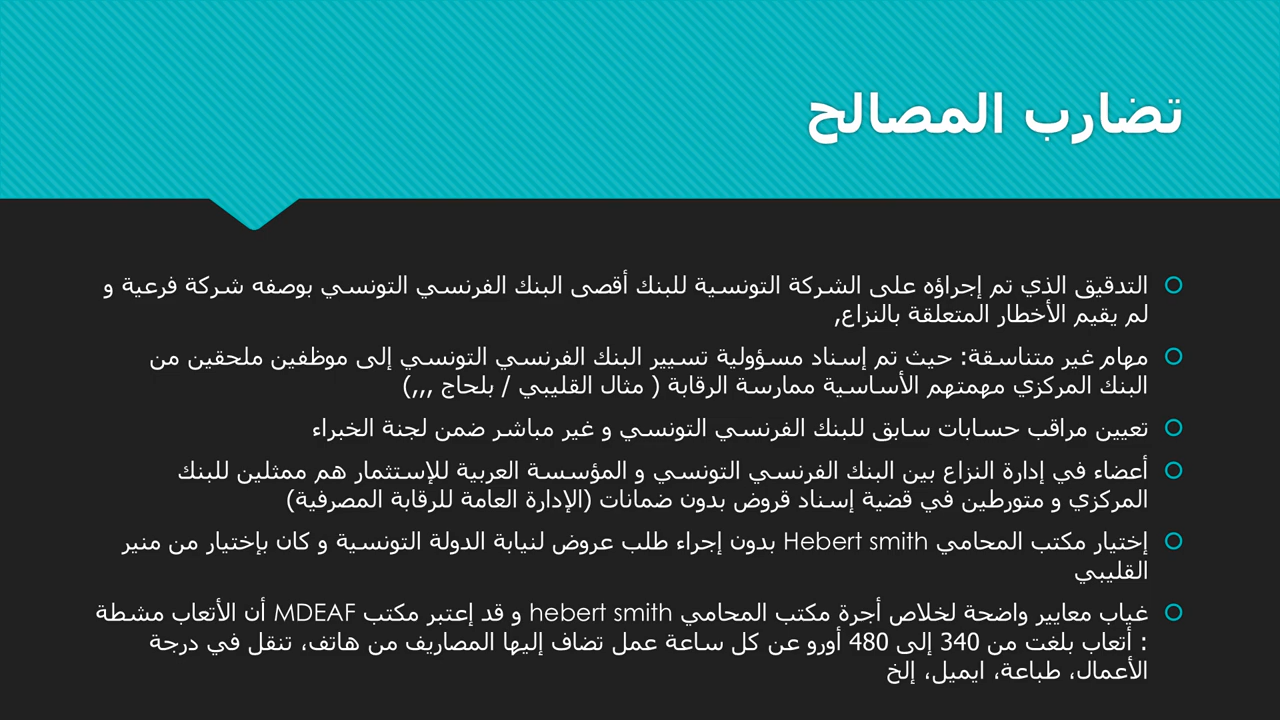 تضارب المصالح
التدقيق الذي تم إجراؤه على الشركة التونسية للبنك أقصى البنك الفرنسي التونسي بوصفه شركة فرعية و
لم يقيم الأخطار المتعلقة بالنزاع,
مهام غير متناسقة: حيث تم إسناد مسؤولية تسيير البنك الفرنسي التونسي إلى موظفين ملحقين من
البنك المركزي مهمتهم الأساسية ممارسة الرقابة ( مثال القليبي / بلحاج ,,,)
تعيين مراقب حسابات سابق للبنك الفرنسي التونسي و غير مباشر ضمن لجنة الخبراء
أعضاء في إدارة النزاع بين البنك الفرنسي التونسي و المؤسسة العربية للإستثمار هم ممثلين للبنك
المركزي و متورطين في قضية إسناد قروض بدون ضمانات (الإدارة العامة للرقابة المصرفية)
إختيار مكتب المحامي Hebert smith بدون إجراء طلب عروض لنيابة الدولة التونسية و كان بإختيار من منير
القليبي
غياب معايير واضحة لخلاص أجرة مكتب المحامي hebert smith و قد إعتبر مكتب MDEAF أن الأتعاب مشطة
: أتعاب بلغت من 340 إلى 480 أورو عن كل ساعة عمل تضاف إليها المصاريف من هاتف، تنقل في درجة
الأعمال، طباعة، ايميل، إلخ